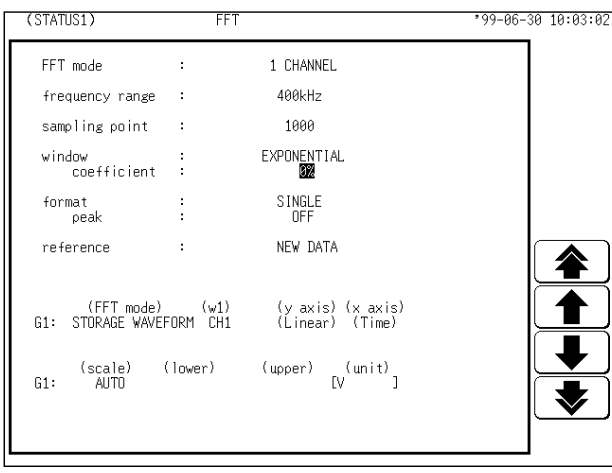 (STATUS1) FFT '99-06-30 10:03:02
FFT mode : 1 CHANNEL
frequency range : 400kHz
sampling point : 1000
window : EXPONENTIAL
coefficient : 0%
format : SINGLE
peak : OFF
reference : NEW DATA
(FFT mode) (w1) (y axis) (x axis)
G1: STORAGE WAVEFORM CH1 (Linear) (Time)
(scale) (lower) (upper) (unit)
G1: AUTO [V ]